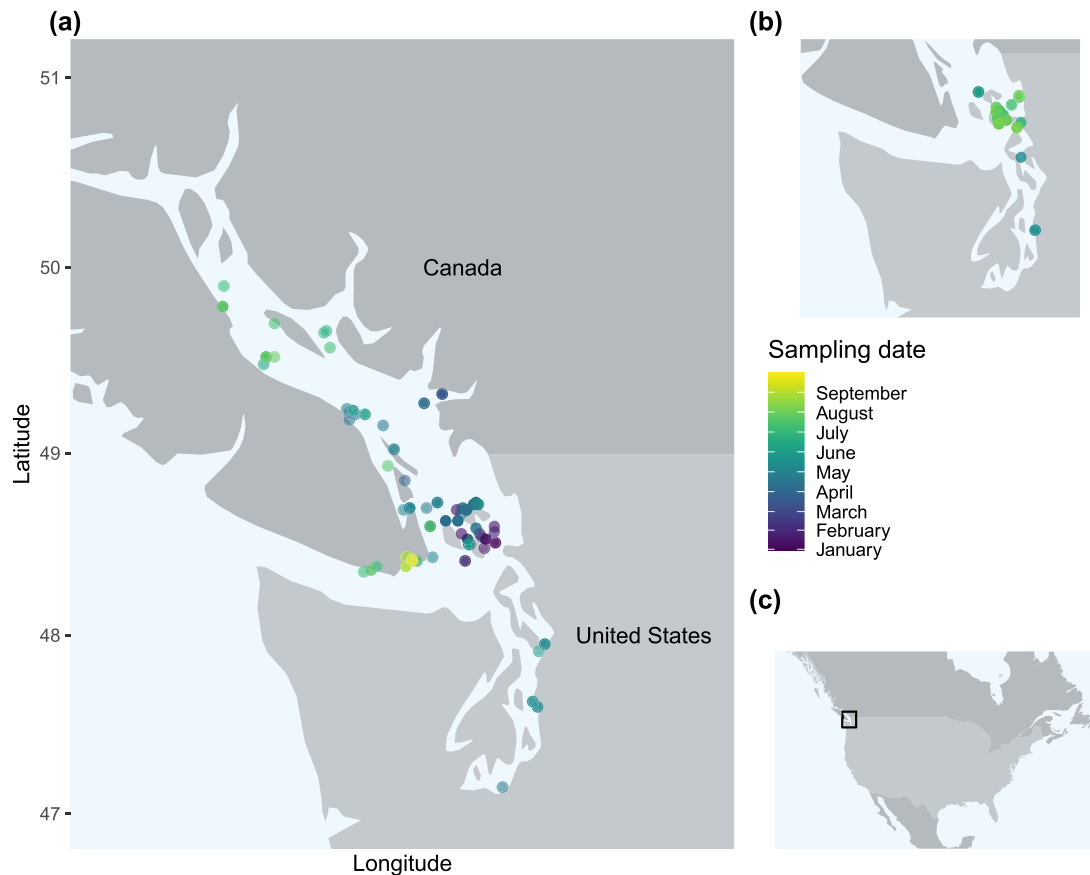 (a)
(b)
51
50
49
48
47
Latitude
Longitude
Canada
United States
Sampling date
September
August
July
June
May
April
March
February
January
(c)